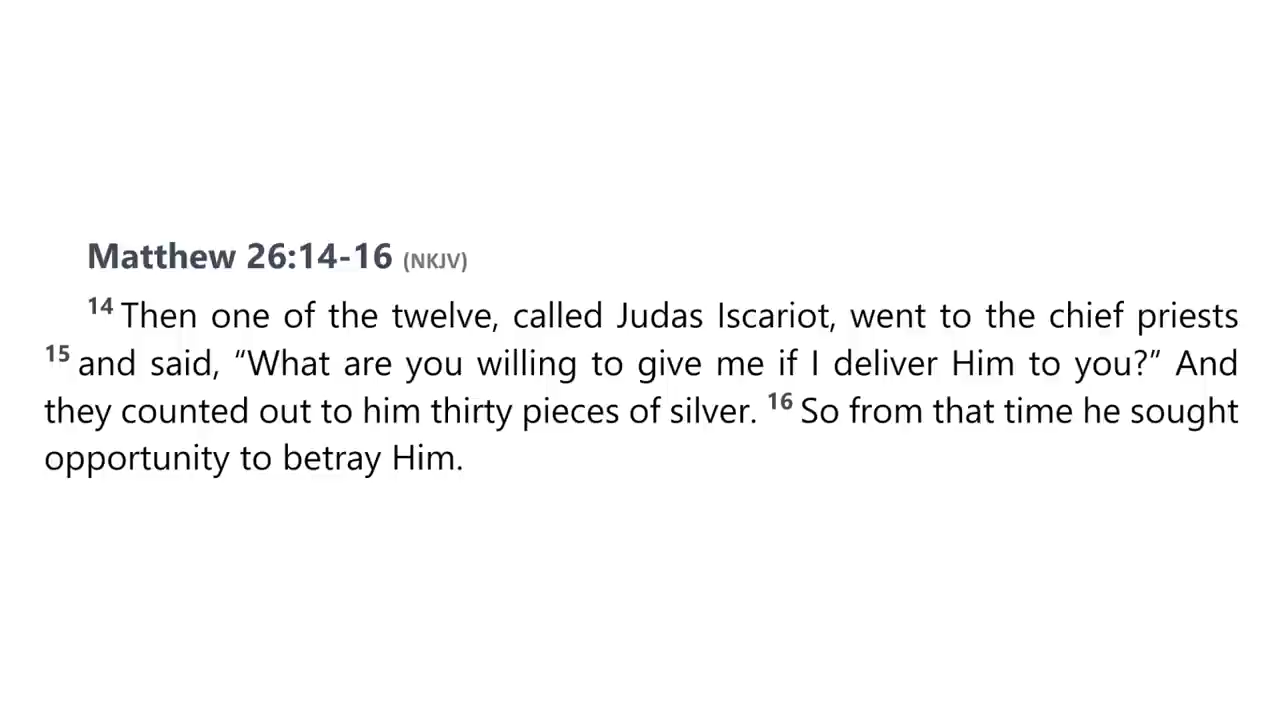 Matthew 26:14-16 (NKJV)
14 Then one of the twelve, called Judas Iscariot, went to the chief priests
15 and said, “What are you willing to give me if I deliver Him to you?” And
they counted out to him thirty pieces of silver. 16 So from that time he sought
opportunity to betray Him.